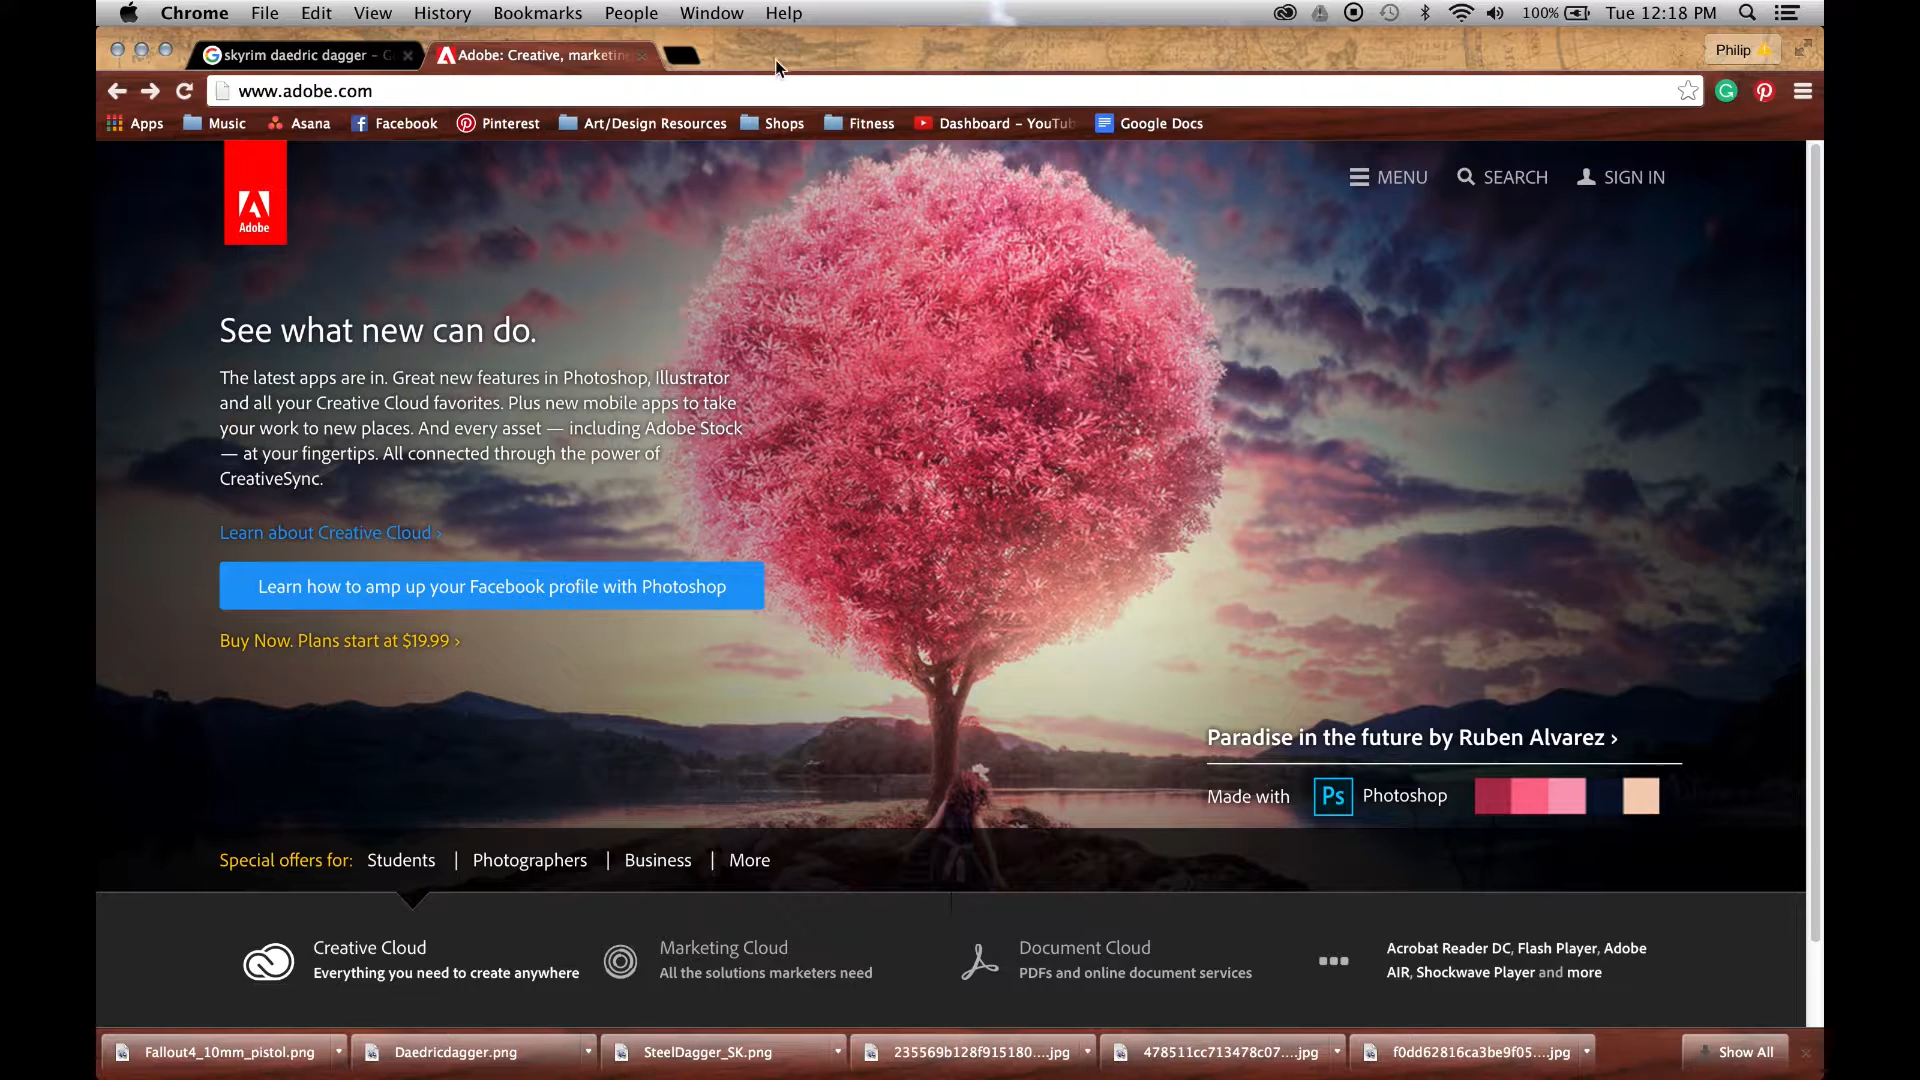 Chrome File Edit View History Bookmarks People Window Help 100% Tue 12:18 PM
skyrim daedric dagger - G Adobe: Creative, marketing Philip
www.adobe.com
Apps Music Asana Facebook Pinterest Art/Design Resources Shops Fitness Dashboard – YouTub Google Docs
MENU SEARCH SIGN IN
Adobe
See what new can do.
The latest apps are in. Great new features in Photoshop, Illustrator
and all your Creative Cloud favorites. Plus new mobile apps to take
your work to new places. And every asset — including Adobe Stock
— at your fingertips. All connected through the power of
CreativeSync.
Learn about Creative Cloud ›
Learn how to amp up your Facebook profile with Photoshop
Buy Now. Plans start at $19.99 ›
Paradise in the future by Ruben Alvarez ›
Made with Ps Photoshop
Special offers for: Students | Photographers | Business | More
Creative Cloud
Everything you need to create anywhere
Marketing Cloud
All the solutions marketers need
Document Cloud
PDFs and online document services
Acrobat Reader DC, Flash Player, Adobe
AIR, Shockwave Player and more
Fallout4_10mm_pistol.png Daedricdagger.png SteelDagger_SK.png 235569b128f915180....jpg 478511cc713478c07....jpg f0dd62816ca3be9f05....jpg Show All